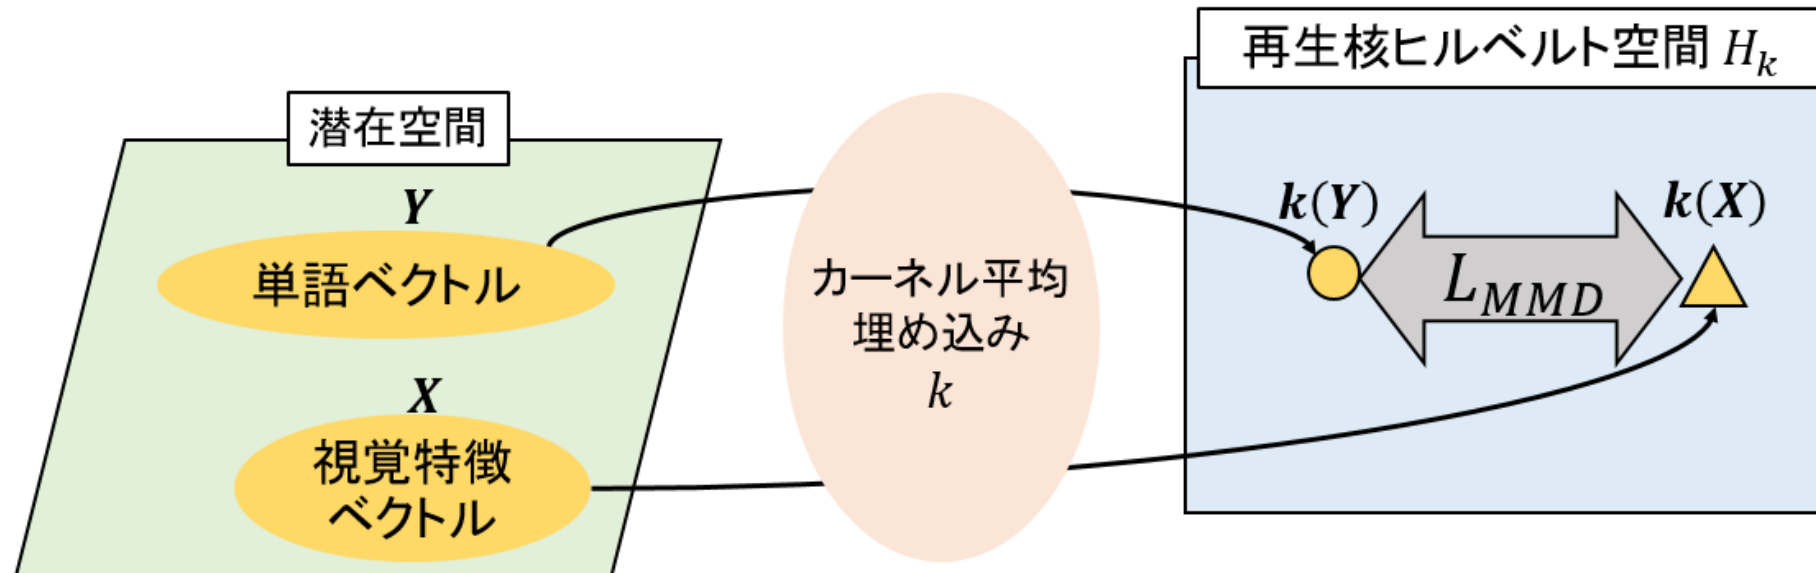 潜在空間
Y
単語ベクトル
X
視覚特徴
ベクトル
カーネル平均
埋め込み
k
再生核ヒルベルト空間 H_k
k(Y)
k(X)
L_{MMD}